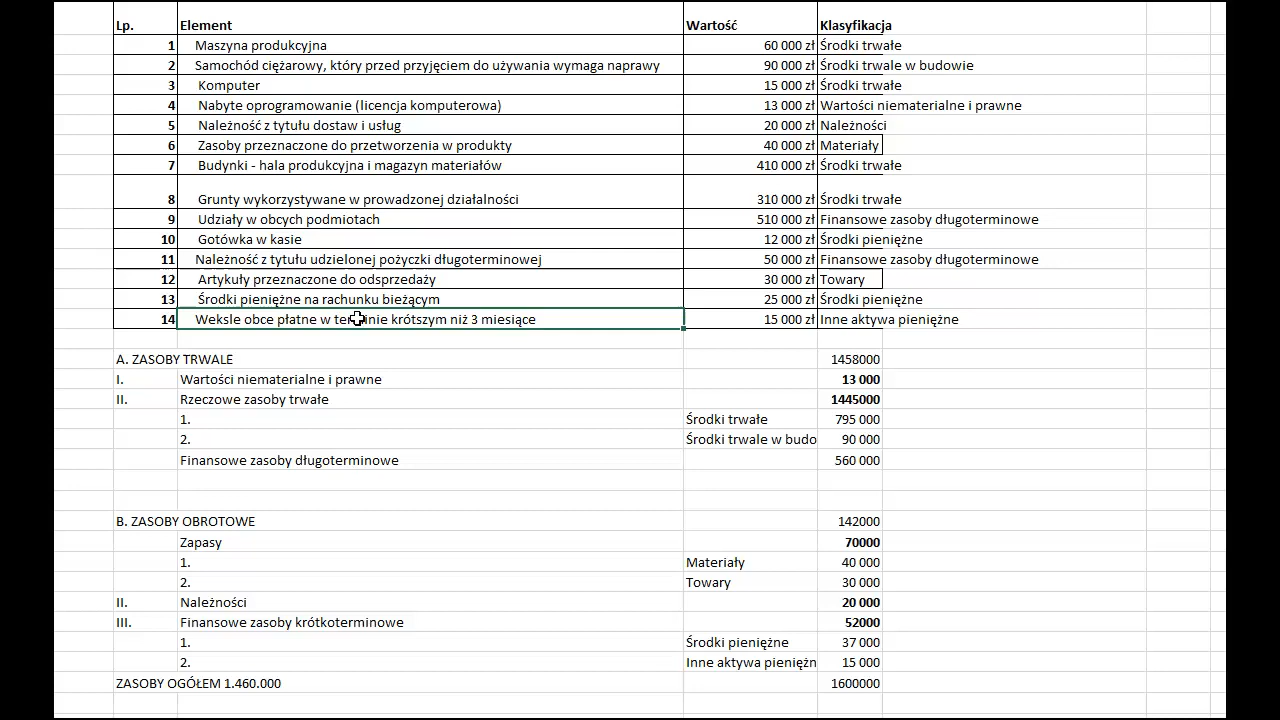 Lp. Element Wartość Klasyfikacja
1 Maszyna produkcyjna 60 000 zł Środki trwałe
2 Samochód ciężarowy, który przed przyjęciem do używania wymaga naprawy 90 000 zł Środki trwale w budowie
3 Komputer 15 000 zł Środki trwałe
4 Nabyte oprogramowanie (licencja komputerowa) 13 000 zł Wartości niematerialne i prawne
5 Należność z tytułu dostaw i usług 20 000 zł Należności
6 Zasoby przeznaczone do przetworzenia w produkty 40 000 zł Materiały
7 Budynki - hala produkcyjna i magazyn materiałów 410 000 zł Środki trwałe
8 Grunty wykorzystywane w prowadzonej działalności 310 000 zł Środki trwałe
9 Udziały w obcych podmiotach 510 000 zł Finansowe zasoby długoterminowe
10 Gotówka w kasie 12 000 zł Środki pieniężne
11 Należność z tytułu udzielonej pożyczki długoterminowej 50 000 zł Finansowe zasoby długoterminowe
12 Artykuły przeznaczone do odsprzedaży 30 000 zł Towary
13 Środki pieniężne na rachunku bieżącym 25 000 zł Środki pieniężne
14 Weksle obce płatne w terminie krótszym niż 3 miesiące 15 000 zł Inne aktywa pieniężne
A. ZASOBY TRWALE 1458000
I. Wartości niematerialne i prawne 13 000
II. Rzeczowe zasoby trwałe 1445000
1. Środki trwałe 795 000
2. Środki trwale w budo 90 000
Finansowe zasoby długoterminowe 560 000
B. ZASOBY OBROTOWE 142000
Zapasy 70000
1. Materiały 40 000
2. Towary 30 000
II. Należności 20 000
III. Finansowe zasoby krótkoterminowe 52000
1. Środki pieniężne 37 000
2. Inne aktywa pieniężn 15 000
ZASOBY OGÓŁEM 1.460.000 1600000